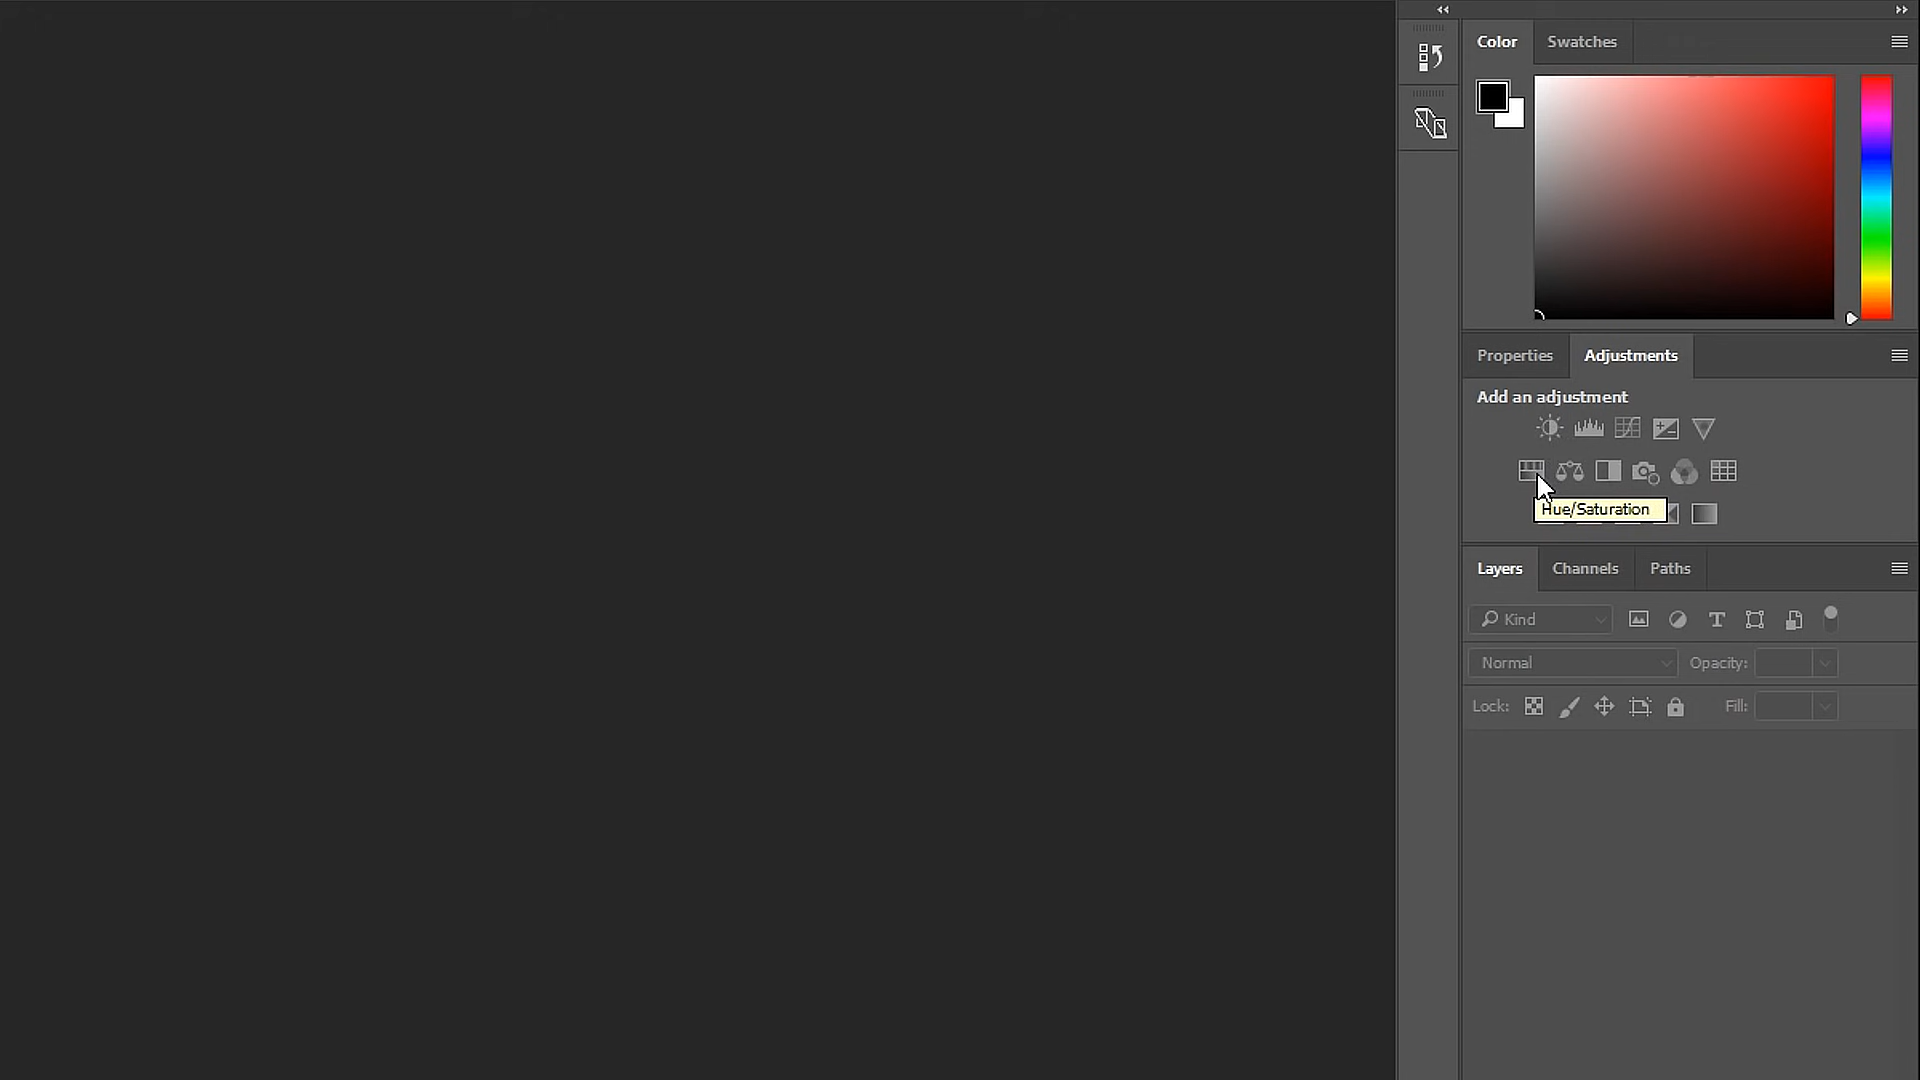 Color Swatches
Properties Adjustments
Add an adjustment
Hue/Saturation
Layers Channels Paths
Kind
Normal Opacity:
Lock: Fill: